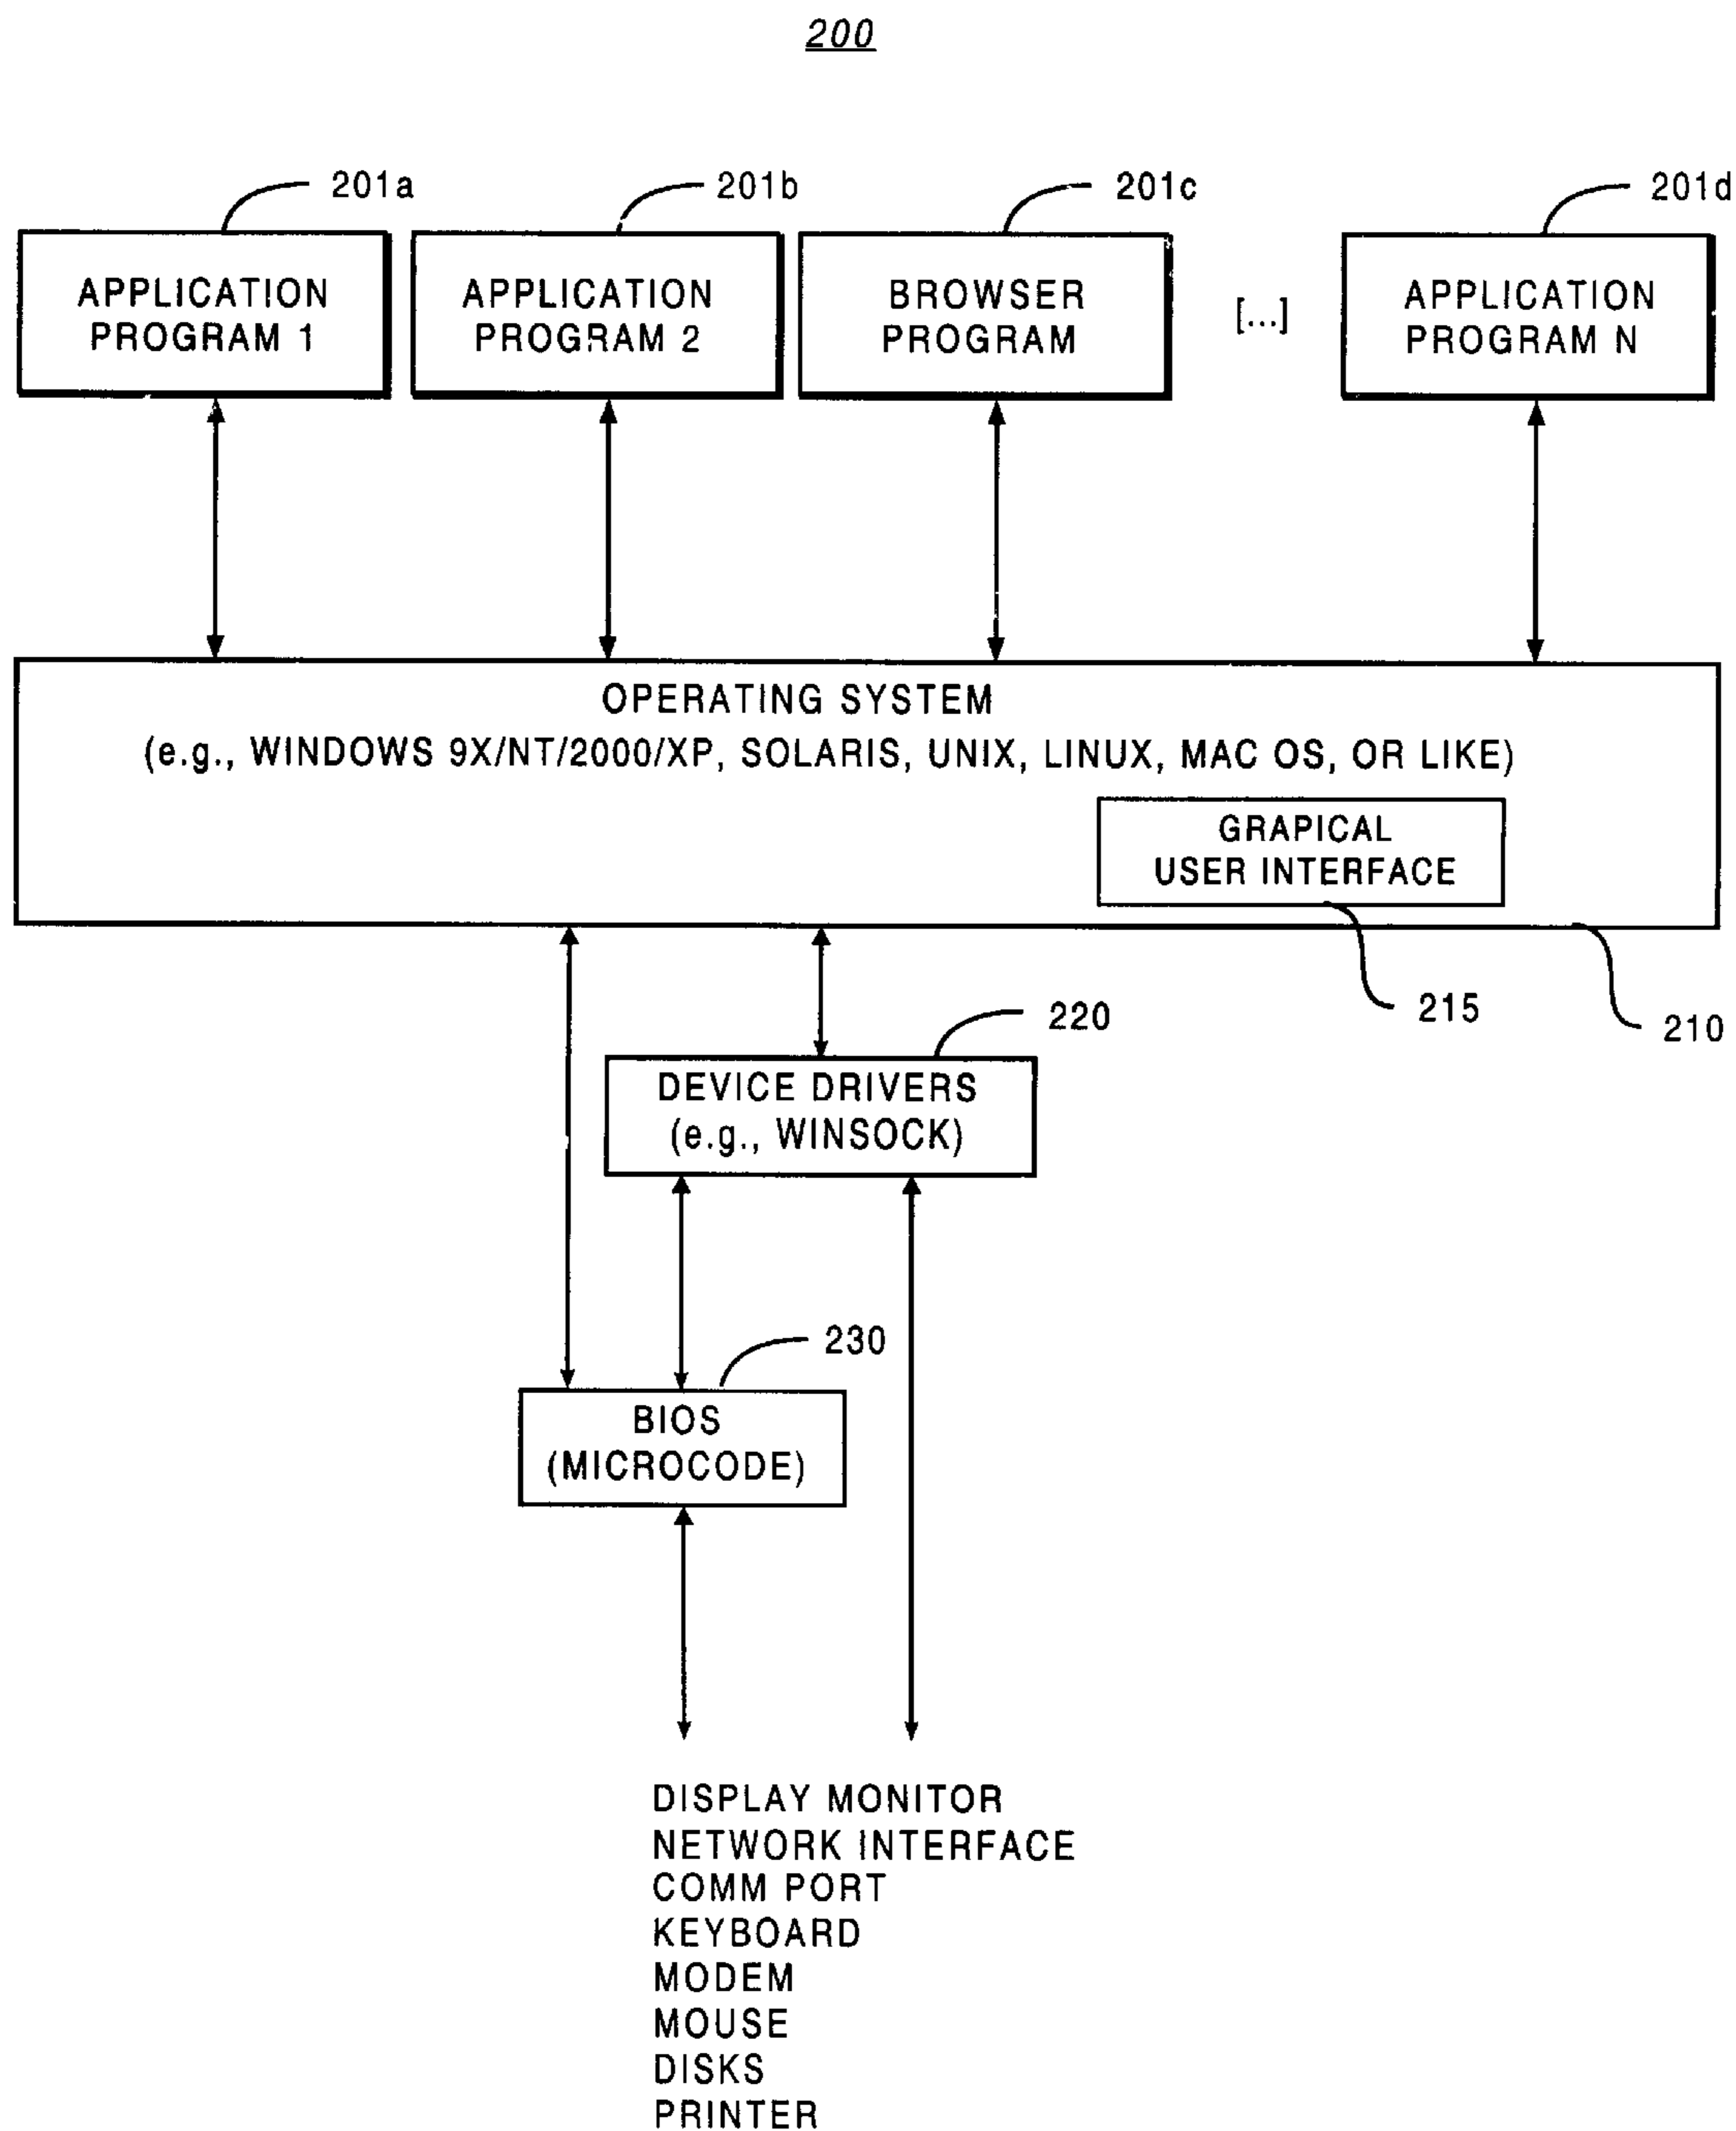 200
201a
201b
201c
201d
APPLICATION
PROGRAM 1
APPLICATION
PROGRAM 2
BROWSER
PROGRAM
[...]
APPLICATION
PROGRAM N
OPERATING SYSTEM
(e.g., WINDOWS 9X/NT/2000/XP, SOLARIS, UNIX, LINUX, MAC OS, OR LIKE)
GRAPICAL
USER INTERFACE
215
210
220
DEVICE DRIVERS
(e.g., WINSOCK)
230
BIOS
(MICROCODE)
DISPLAY MONITOR
NETWORK INTERFACE
COMM PORT
KEYBOARD
MODEM
MOUSE
DISKS
PRINTER